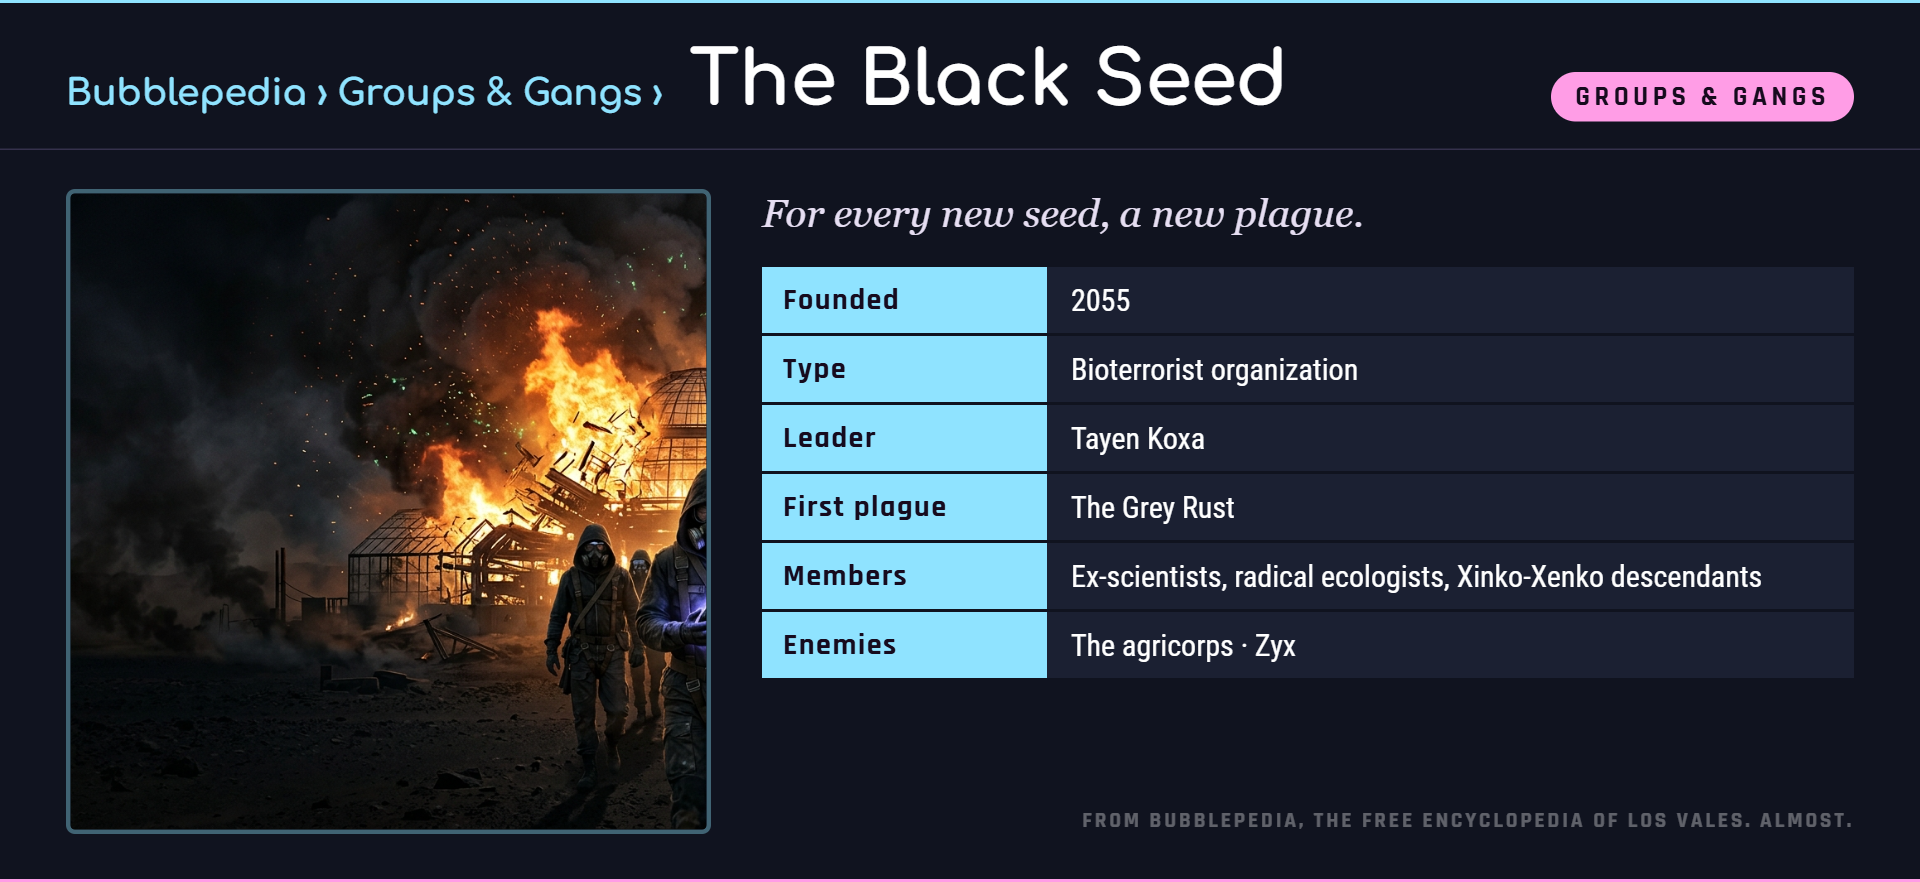 Bubblepedia › Groups & Gangs › The Black Seed
GROUPS & GANGS
For every new seed, a new plague.
Founded 2055
Type Bioterrorist organization
Leader Tayen Koxa
First plague The Grey Rust
Members Ex-scientists, radical ecologists, Xinko-Xenko descendants
Enemies The agricorps · Zyx
FROM BUBBLEPEDIA, THE FREE ENCYCLOPEDIA OF LOS VALES. ALMOST.